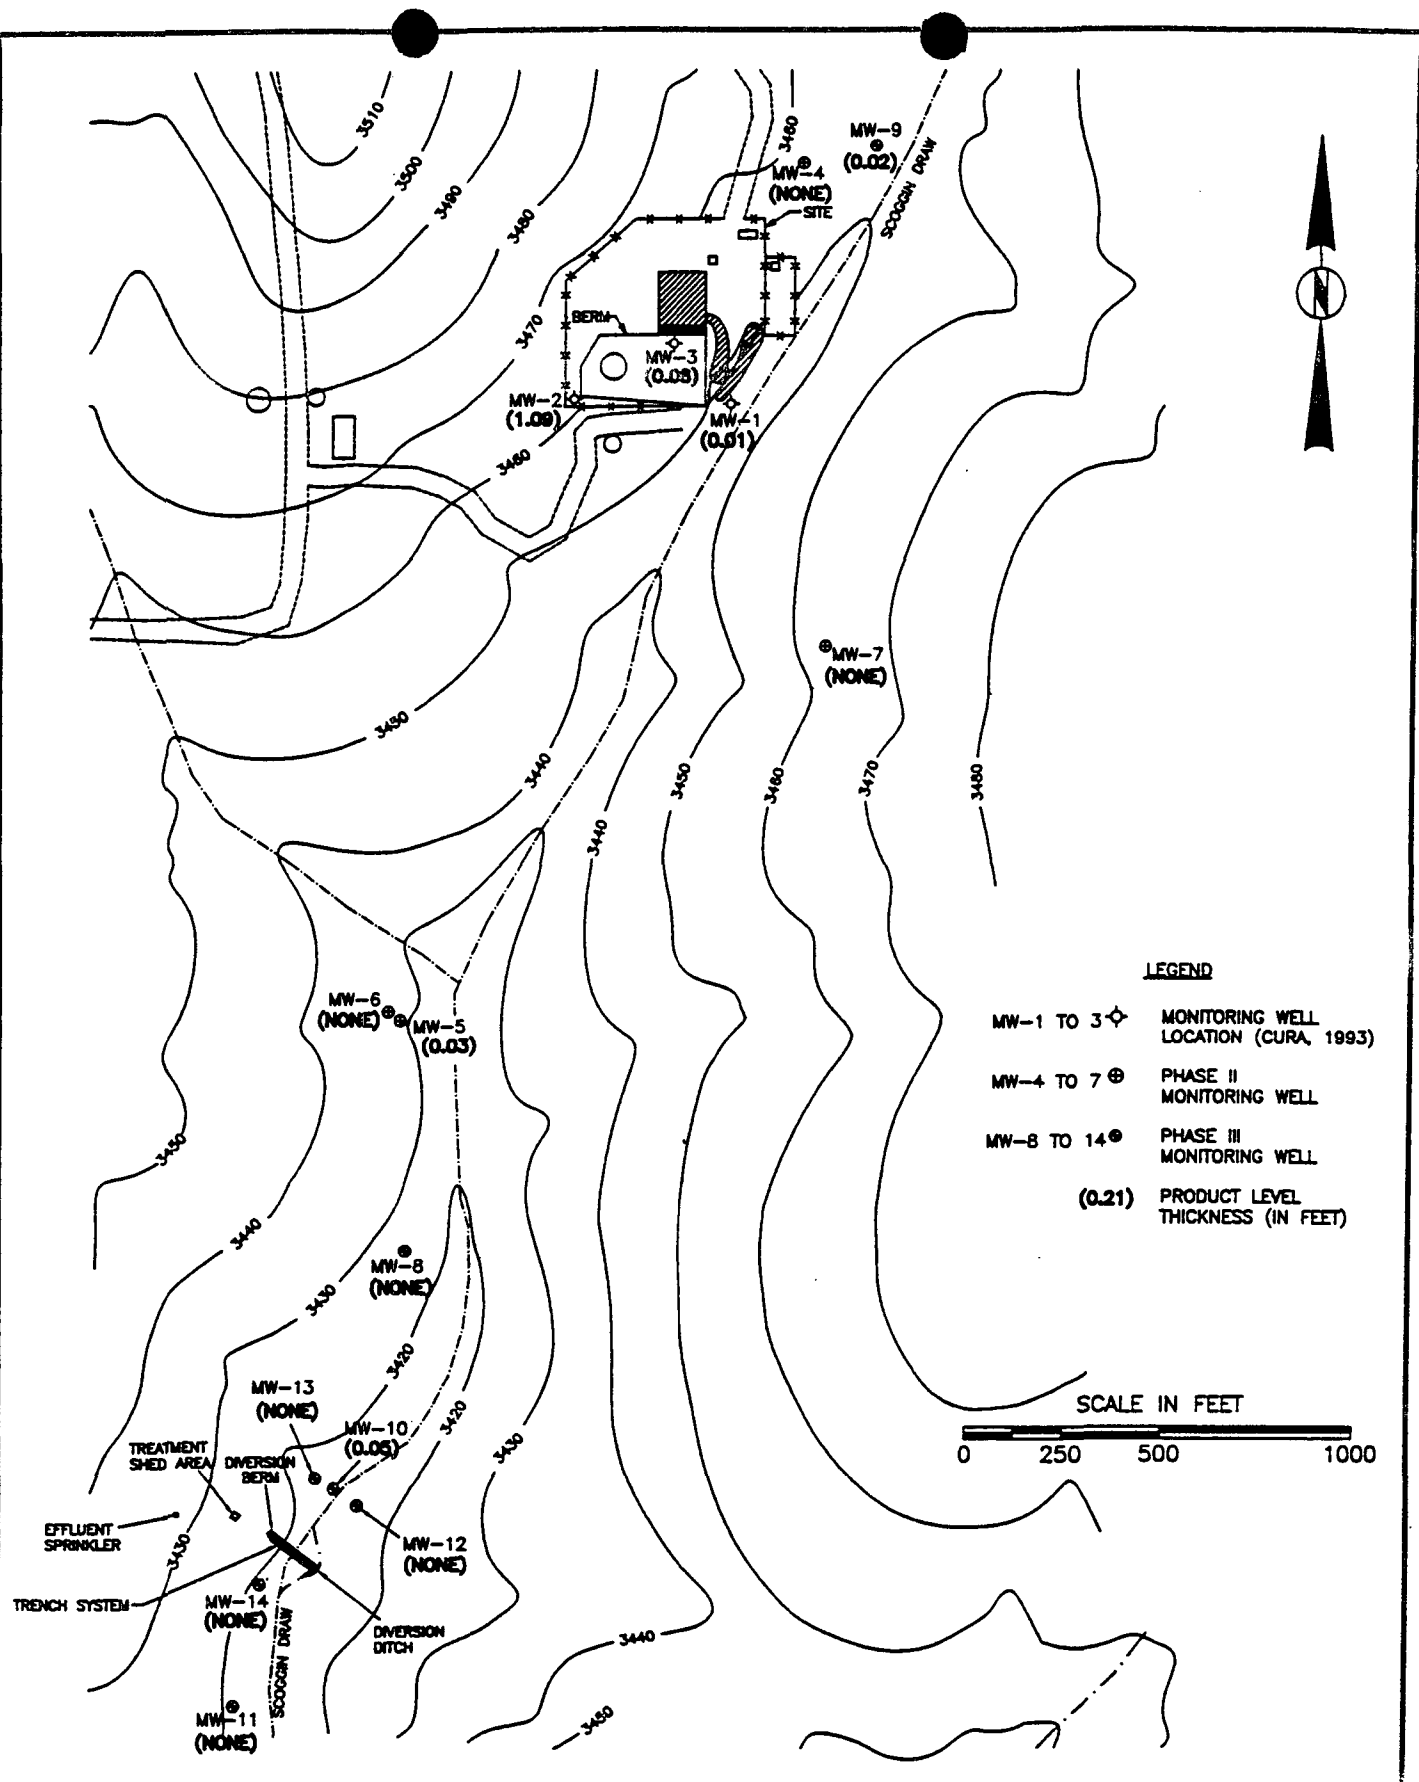 3510
3500
3490
3480
3470
3460
3460
MW-9
(0.02)
MW-4
(NONE)
SITE
SCOGGIN DRAW
BERM
MW-3
MW-2
(1.09)
MW-1
(0.01)
MW-7
(NONE)
3450
3440
3440
3450
3460
3470
3480
MW-6
(NONE)
MW-5
(0.03)
LEGEND
MW-1 TO 3
MONITORING WELL
LOCATION (CURA, 1993)
MW-4 TO 7
PHASE II
MONITORING WELL
MW-8 TO 14
PHASE III
MONITORING WELL
(0.21)
PRODUCT LEVEL
THICKNESS (IN FEET)
3450
3440
3430
MW-8
(NONE)
3420
3420
3430
MW-13
(NONE)
MW-10
(0.05)
TREATMENT
SHED AREA
DIVERSION
BERM
EFFLUENT
SPRINKLER
3430
TRENCH SYSTEM
MW-12
(NONE)
MW-14
(NONE)
DIVERSION
DITCH
SCOGGIN DRAW
MW-11
(NONE)
3440
3450
SCALE IN FEET
0 250 500 1000
N